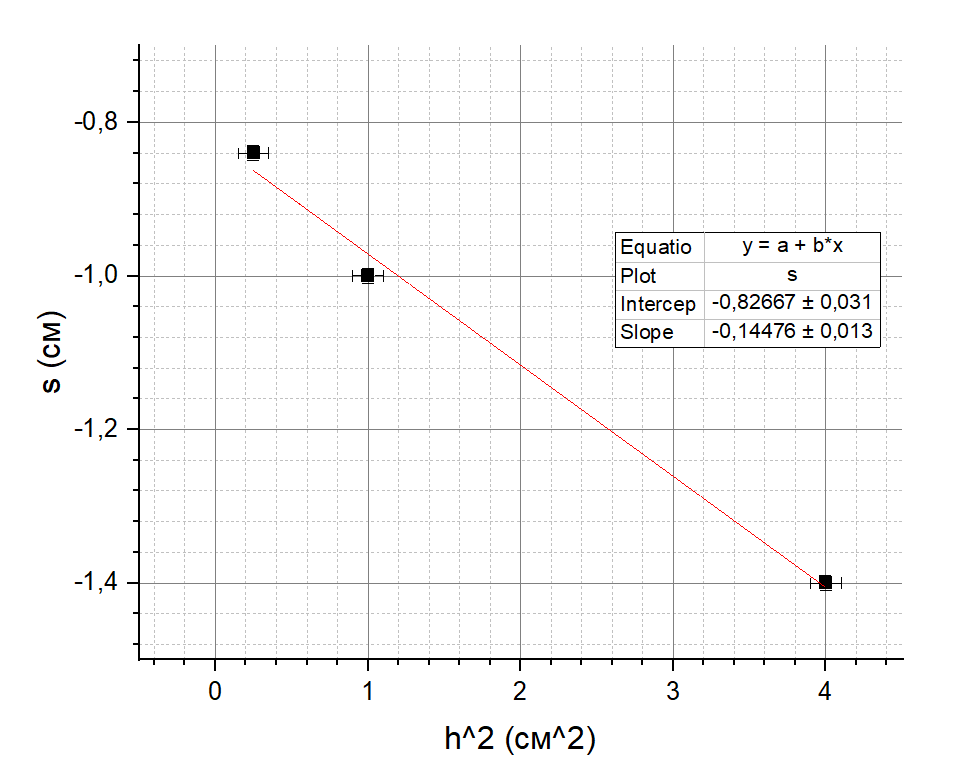 -0,8
-1,0
-1,2
-1,4
s (см)
Equatio y = a + b*x
Plot s
Intercep -0,82667 ± 0,031
Slope -0,14476 ± 0,013
0 1 2 3 4
h^2 (см^2)